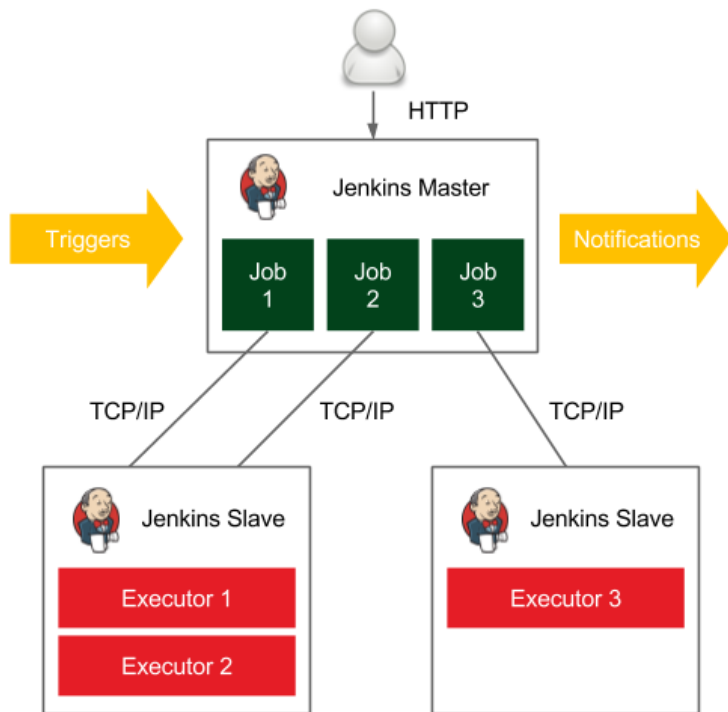 HTTP
Jenkins Master
Triggers
Notifications
Job
1
Job
2
Job
3
TCP/IP
TCP/IP
TCP/IP
Jenkins Slave
Executor 1
Executor 2
Jenkins Slave
Executor 3